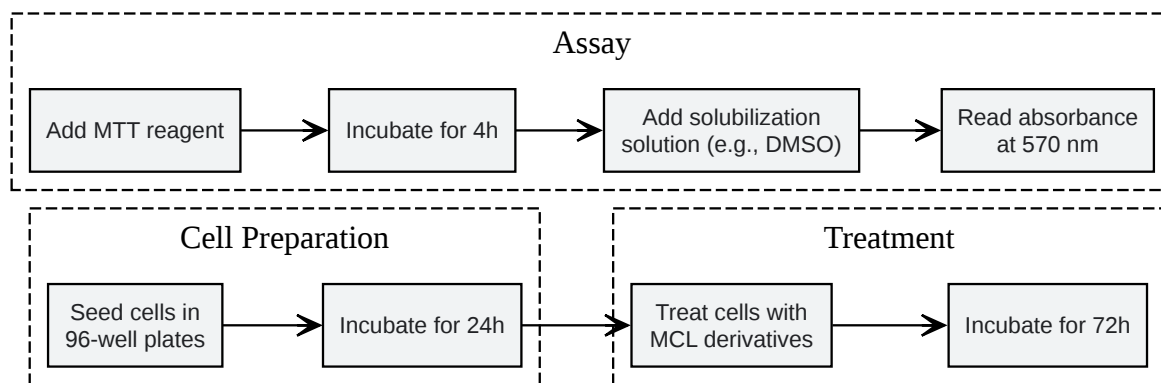 Assay
Add MTT reagent
Incubate for 4h
Add solubilization
solution (e.g., DMSO)
Read absorbance
at 570 nm
Cell Preparation
Seed cells in
96-well plates
Incubate for 24h
Treatment
Treat cells with
MCL derivatives
Incubate for 72h